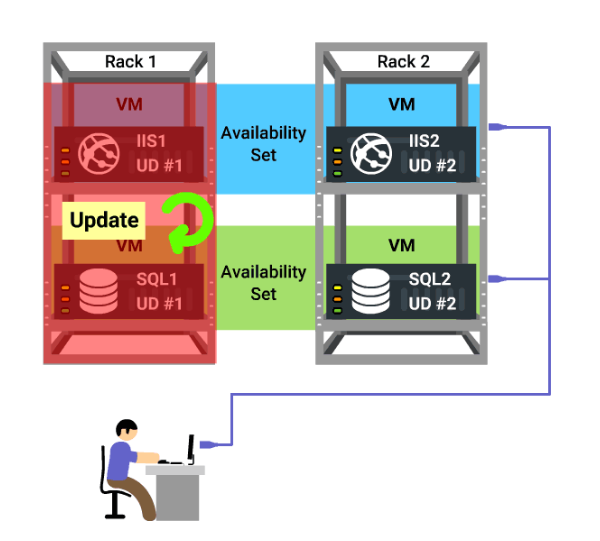 Rack 1
Rack 2
VM
VM
IIS1
UD #1
Availability
Set
IIS2
UD #2
Update
VM
VM
SQL1
UD #1
Availability
Set
SQL2
UD #2